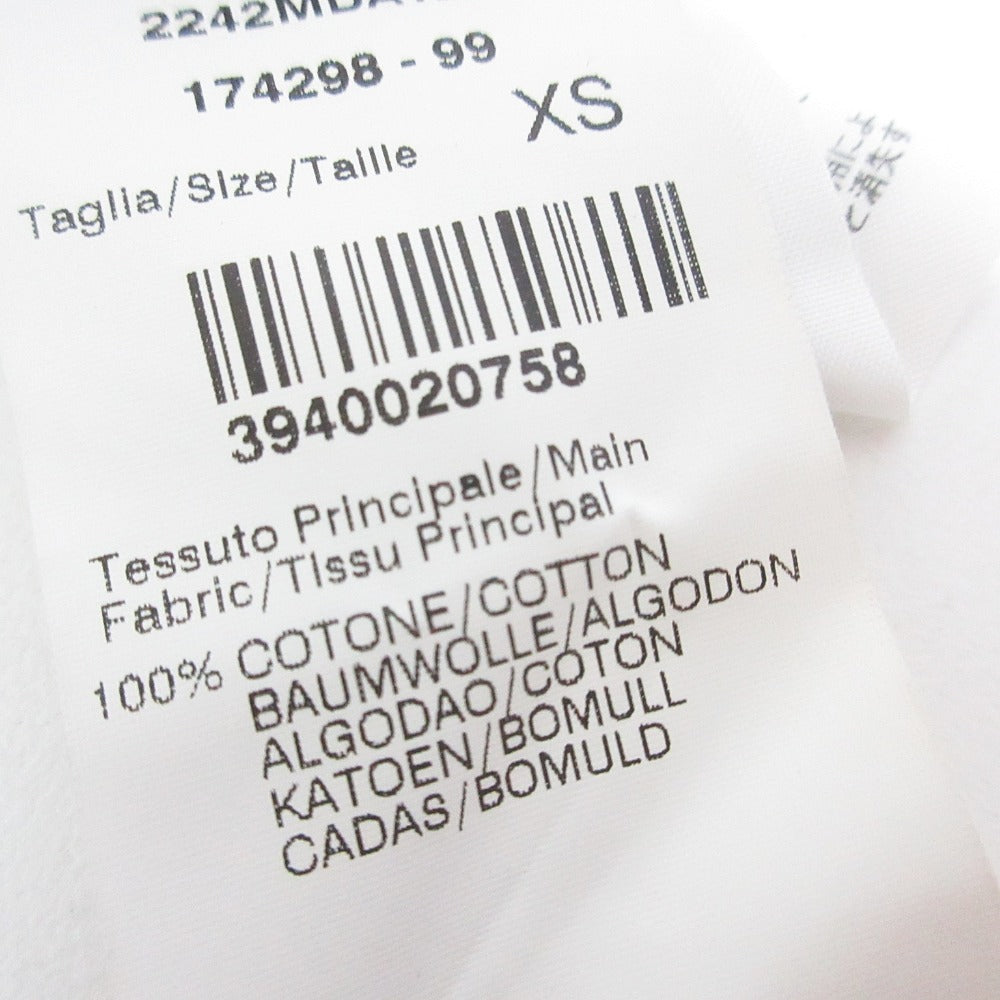 174298 - 99
XS
Taglia/SIze/Taille
3940020758
Tessuto Principale/Main
Fabric/TIssu Principal
100% COTONE/COTTON
BAUMWOLLE/ALGODON
ALGODAO/COTON
KATOEN/BOMULL
CADAS/BOMULD